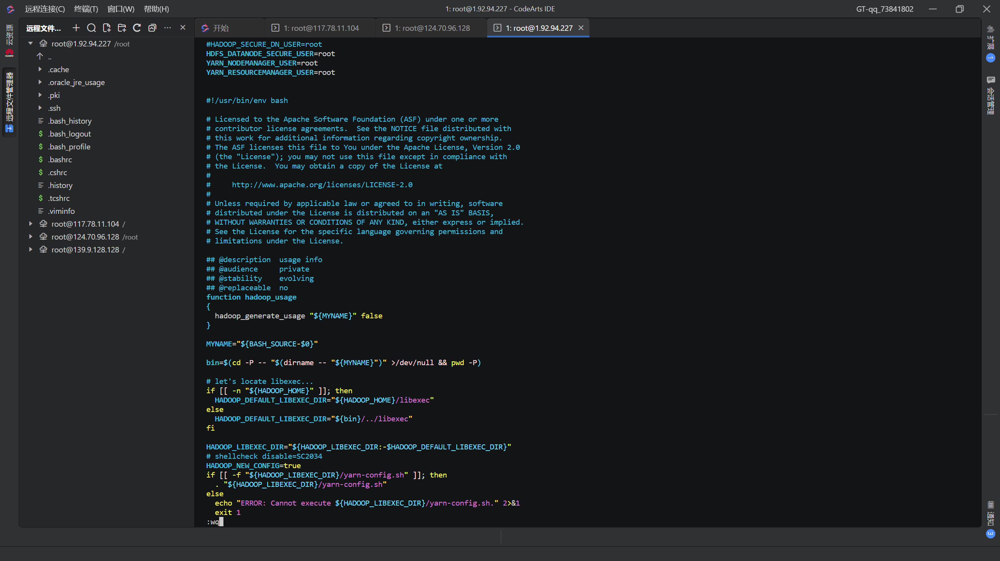 远程连接(C) 终端(T) 窗口(W) 帮助(H)
1: root@1.92.94.227 - CodeArts IDE
GT-qq_73841802
云资源
HUAWEI
远程文件管理器
远程文件...
root@1.92.94.227 /root
..
.cache
.oracle_jre_usage
.pki
.ssh
.bash_history
$ .bash_logout
$ .bash_profile
$ .bashrc
$ .cshrc
.history
$ .tcshrc
.viminfo
root@117.78.11.104 /
root@124.70.96.128 /root
root@139.9.128.128 /
开始
1: root@117.78.11.104
1: root@124.70.96.128
1: root@1.92.94.227
#HADOOP_SECURE_DN_USER=root
HDFS_DATANODE_SECURE_USER=root
YARN_NODEMANAGER_USER=root
YARN_RESOURCEMANAGER_USER=root
#!/usr/bin/env bash
# Licensed to the Apache Software Foundation (ASF) under one or more
# contributor license agreements.  See the NOTICE file distributed with
# this work for additional information regarding copyright ownership.
# The ASF licenses this file to You under the Apache License, Version 2.0
# (the "License"); you may not use this file except in compliance with
# the License.  You may obtain a copy of the License at
#
#     http://www.apache.org/licenses/LICENSE-2.0
#
# Unless required by applicable law or agreed to in writing, software
# distributed under the License is distributed on an "AS IS" BASIS,
# WITHOUT WARRANTIES OR CONDITIONS OF ANY KIND, either express or implied.
# See the License for the specific language governing permissions and
# limitations under the License.
## @description  usage info
## @audience     private
## @stability    evolving
## @replaceable  no
function hadoop_usage
{
  hadoop_generate_usage "${MYNAME}" false
}
MYNAME="${BASH_SOURCE-$0}"
bin=$(cd -P -- "$(dirname -- "${MYNAME}")" >/dev/null && pwd -P)
# let's locate libexec...
if [[ -n "${HADOOP_HOME}" ]]; then
  HADOOP_DEFAULT_LIBEXEC_DIR="${HADOOP_HOME}/libexec"
else
  HADOOP_DEFAULT_LIBEXEC_DIR="${bin}/../libexec"
fi
HADOOP_LIBEXEC_DIR="${HADOOP_LIBEXEC_DIR:-$HADOOP_DEFAULT_LIBEXEC_DIR}"
# shellcheck disable=SC2034
HADOOP_NEW_CONFIG=true
if [[ -f "${HADOOP_LIBEXEC_DIR}/yarn-config.sh" ]]; then
  . "${HADOOP_LIBEXEC_DIR}/yarn-config.sh"
else
  echo "ERROR: Cannot execute ${HADOOP_LIBEXEC_DIR}/yarn-config.sh." 2>&1
  exit 1
:wq
扩展 1
会话管理
通知 3